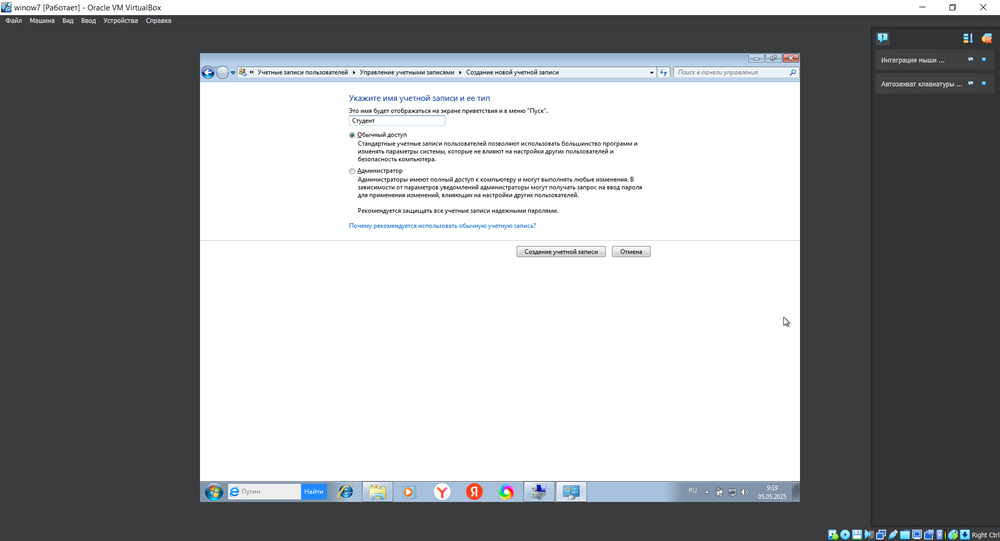 winow7 [Работает] - Oracle VM VirtualBox
Файл Машина Вид Ввод Устройства Справка
Интеграция мыши ...
Автозахват клавиатуры ...
« Учетные записи пользователей Управление учетными записями Создание новой учетной записи
Поиск в панели управления
Укажите имя учетной записи и ее тип
Это имя будет отображаться на экране приветствия и в меню "Пуск".
Студент
Обычный доступ
Стандартные учетные записи пользователей позволяют использовать большинство программ и
изменять параметры системы, которые не влияют на настройки других пользователей и
безопасность компьютера.
Администратор
Администраторы имеют полный доступ к компьютеру и могут выполнять любые изменения. В
зависимости от параметров уведомлений администраторы могут получать запрос на ввод пароля
для применения изменений, влияющих на настройки других пользователей.
Рекомендуется защищать все учетные записи надежными паролями.
Почему рекомендуется использовать обычную учетную запись?
Создание учетной записи Отмена
Путин Найти
Я
RU
9:19
05.05.2025
Right Ctrl